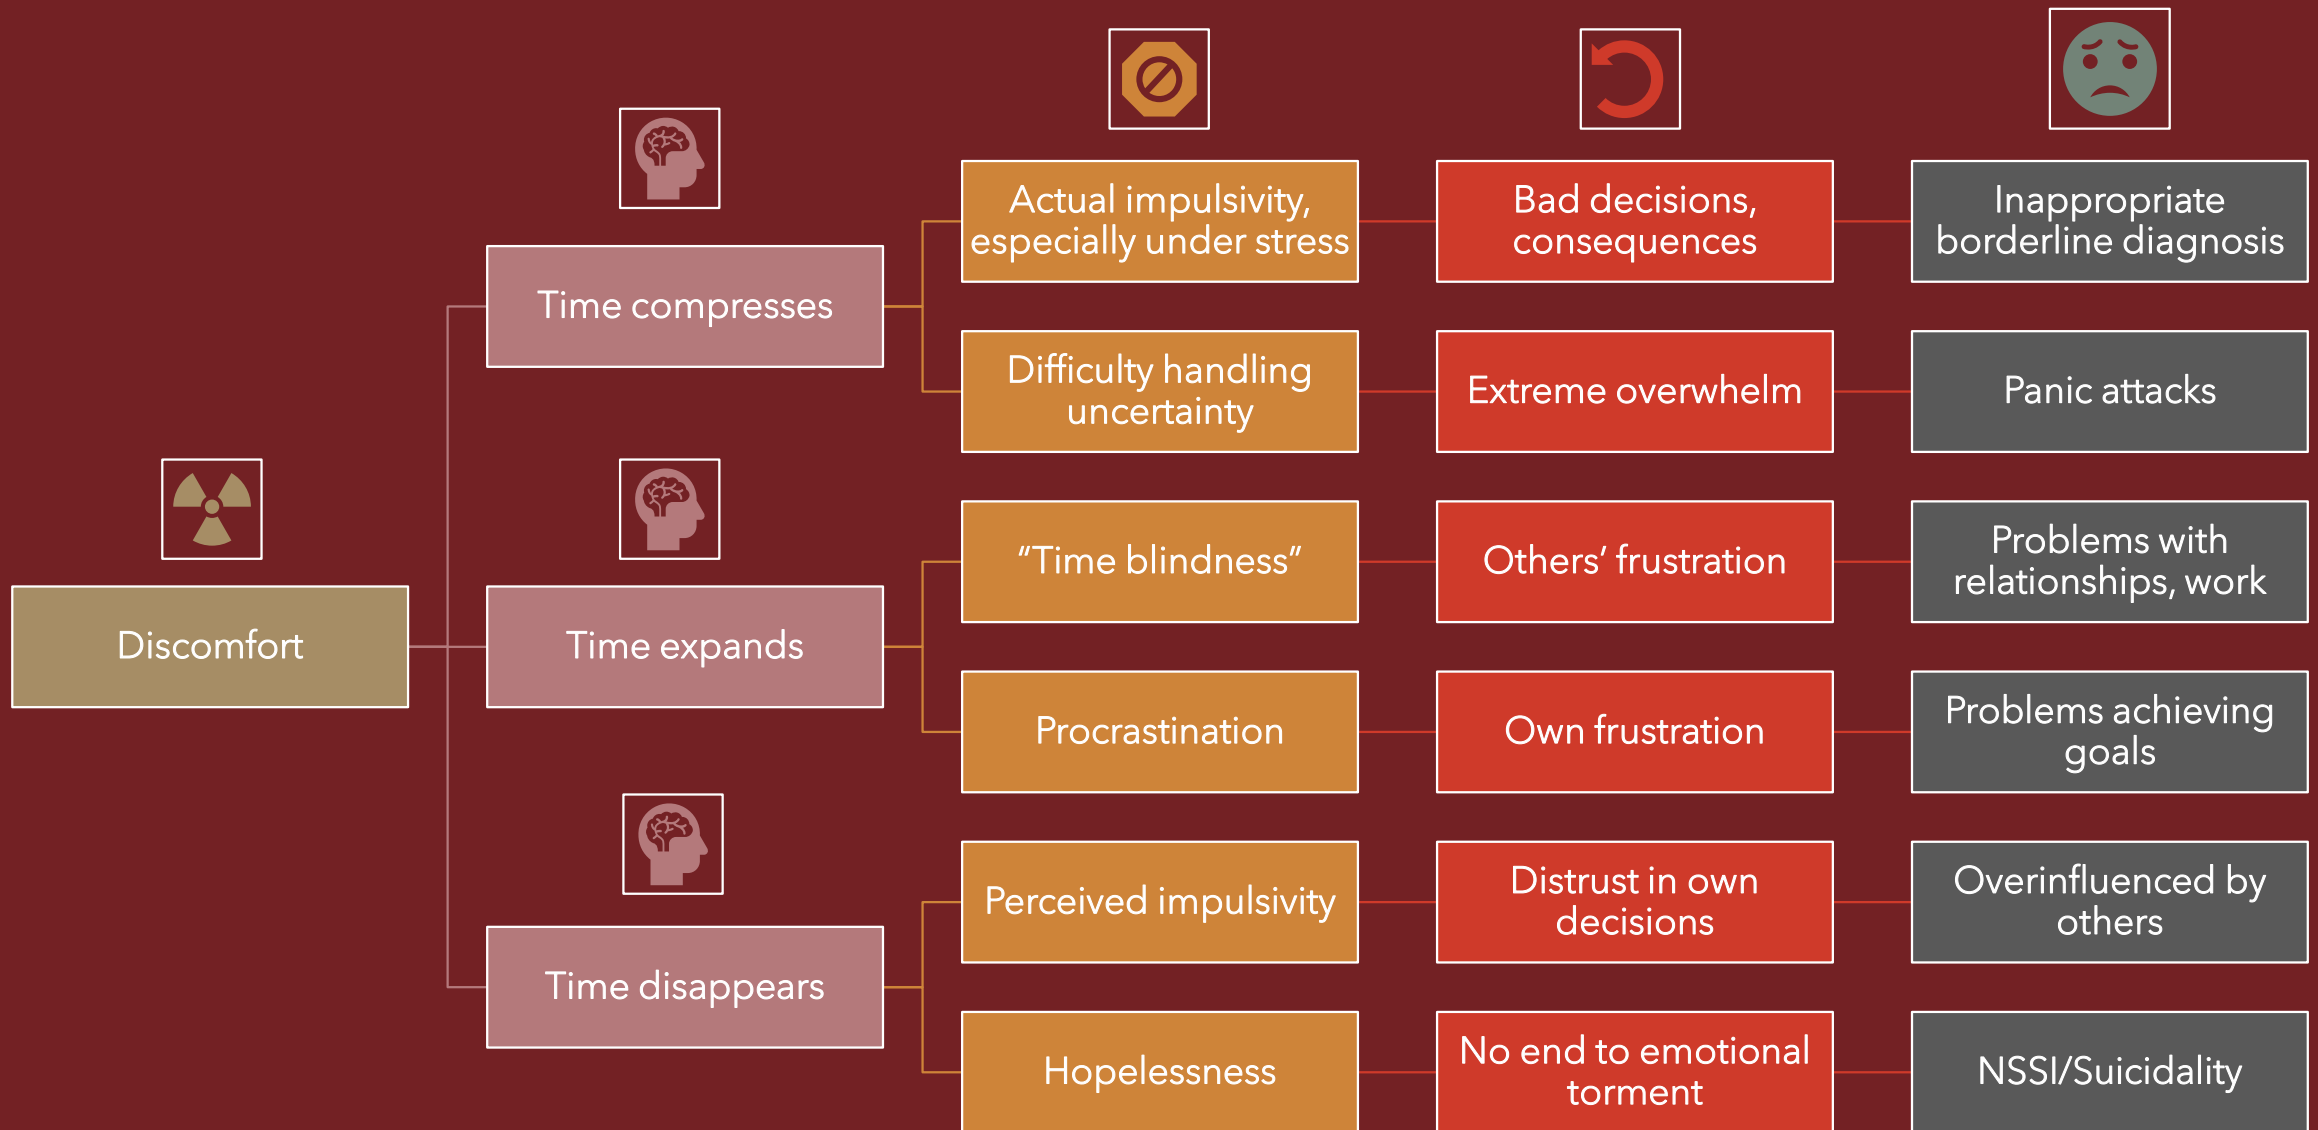 Discomfort
Time compresses
Time expands
Time disappears
Actual impulsivity,
especially under stress
Bad decisions,
consequences
Inappropriate
borderline diagnosis
Difficulty handling
uncertainty
Extreme overwhelm
Panic attacks
“Time blindness”
Others’ frustration
Problems with
relationships, work
Procrastination
Own frustration
Problems achieving
goals
Perceived impulsivity
Distrust in own
decisions
Overinfluenced by
others
Hopelessness
No end to emotional
torment
NSSI/Suicidality